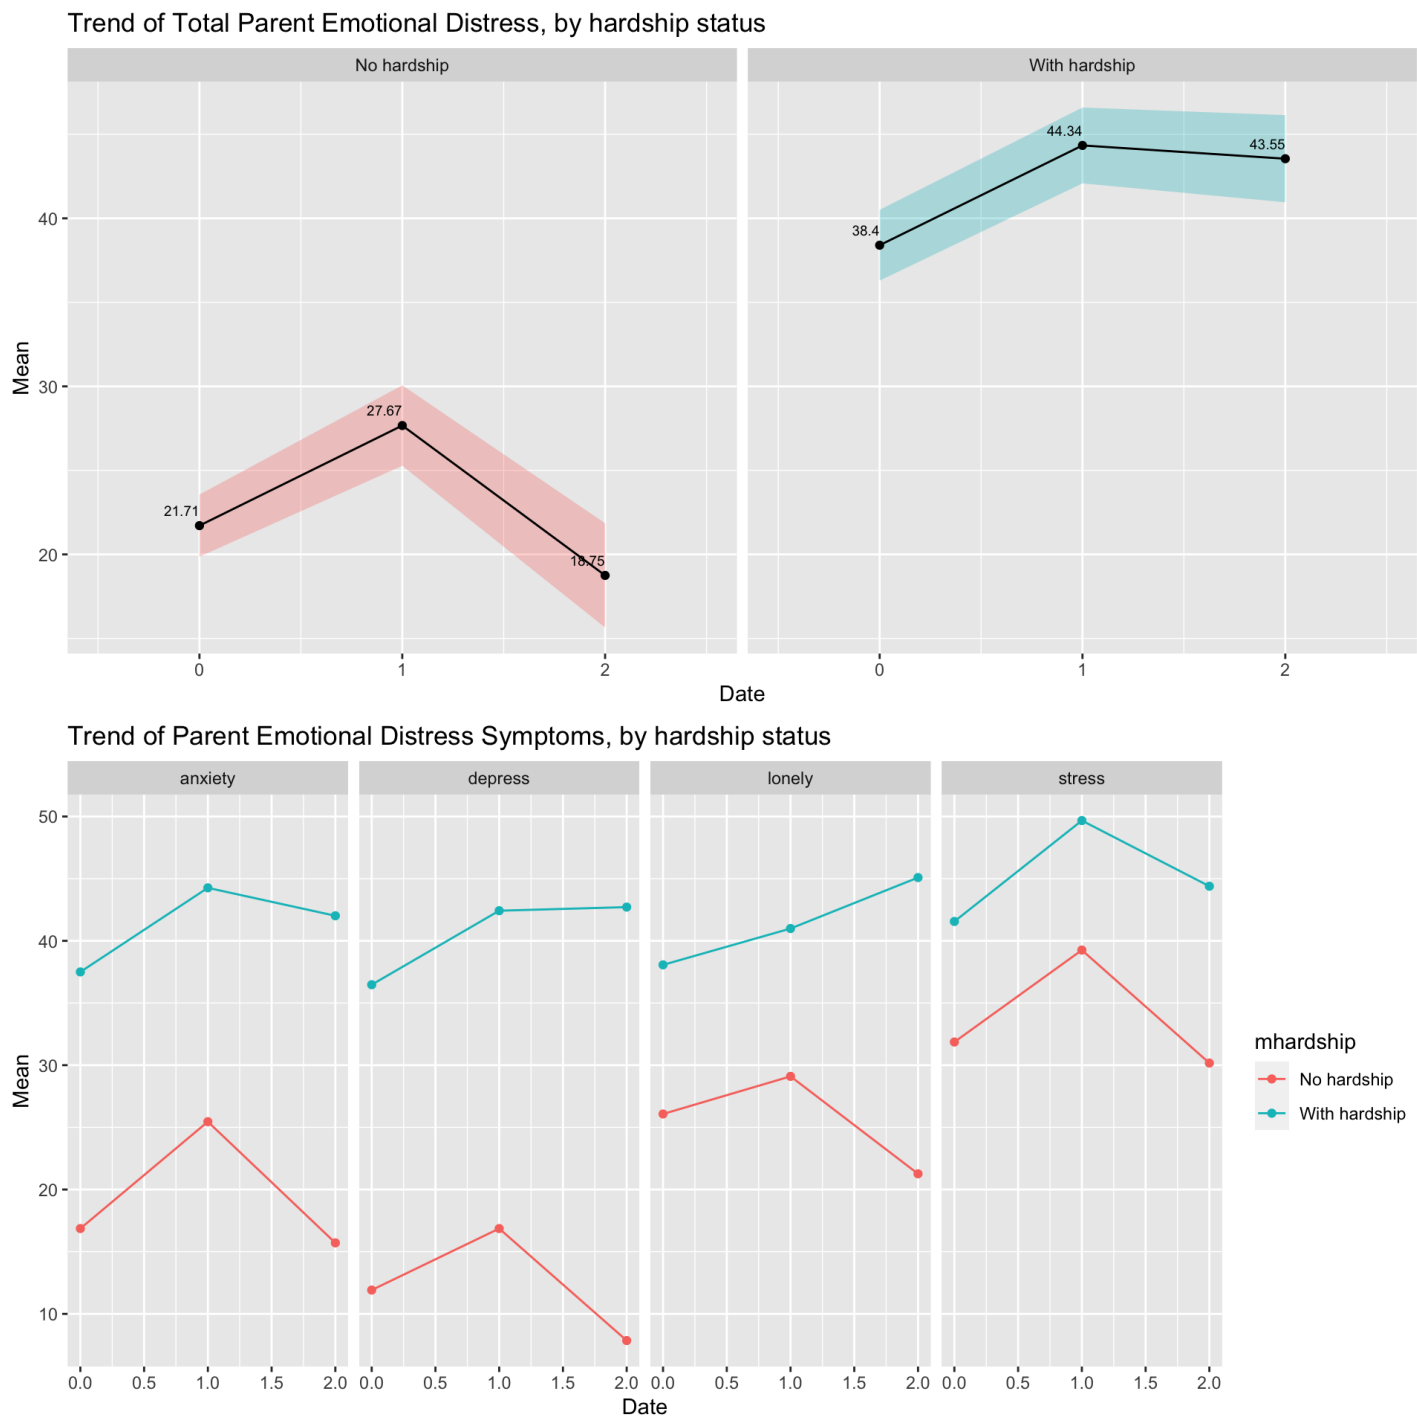 Trend of Total Parent Emotional Distress, by hardship status
No hardship
With hardship
Mean
40
30
20
21.71
27.67
18.75
38.4
44.34
43.55
0 1 2
0 1 2
Date
Trend of Parent Emotional Distress Symptoms, by hardship status
anxiety
depress
lonely
stress
Mean
50
40
30
20
10
0.0 0.5 1.0 1.5 2.0
0.0 0.5 1.0 1.5 2.0
0.0 0.5 1.0 1.5 2.0
0.0 0.5 1.0 1.5 2.0
Date
mhardship
No hardship
With hardship